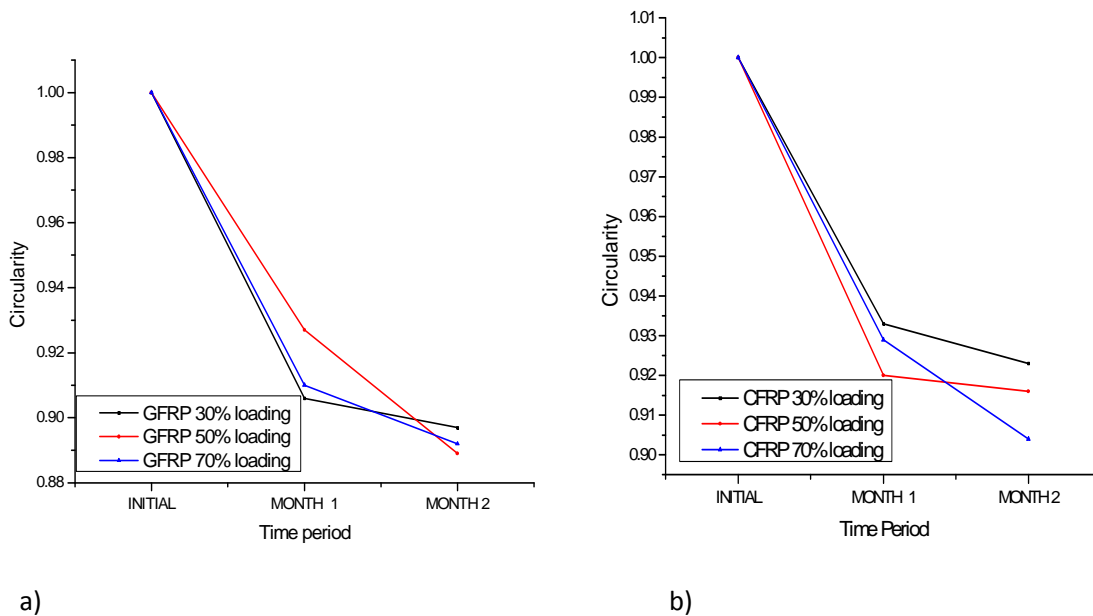 1.00
0.98
0.96
0.94
0.92
0.90
0.88
Circularity
GFRP 30% loading
GFRP 50% loading
GFRP 70% loading
INITIAL
MONTH 1
MONTH 2
Time period
a)
1.01
1.00
0.99
0.98
0.97
0.96
0.95
0.94
0.93
0.92
0.91
0.90
Circularity
CFRP 30% loading
CFRP 50% loading
CFRP 70% loading
INITIAL
MONTH 1
MONTH 2
Time Period
b)